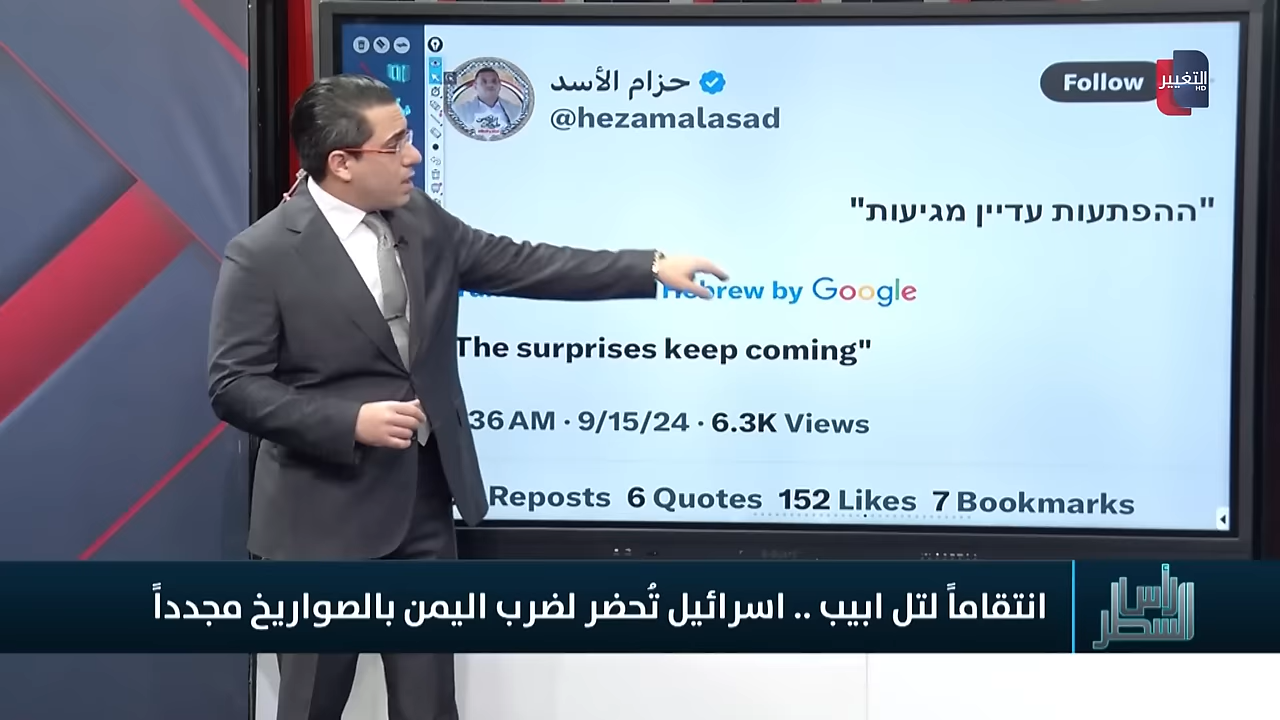 حزام الأسد
Follow
التغيير
HD
@hezamalasad
"ההפתעות עדיין מגיעות"
Hebrew by Google
The surprises keep coming"
36 AM · 9/15/24 · 6.3K Views
Reposts 6 Quotes 152 Likes 7 Bookmarks
انتقاماً لتل ابيب .. اسرائيل تُحضر لضرب اليمن بالصواريخ مجدداً
رأس
السطر